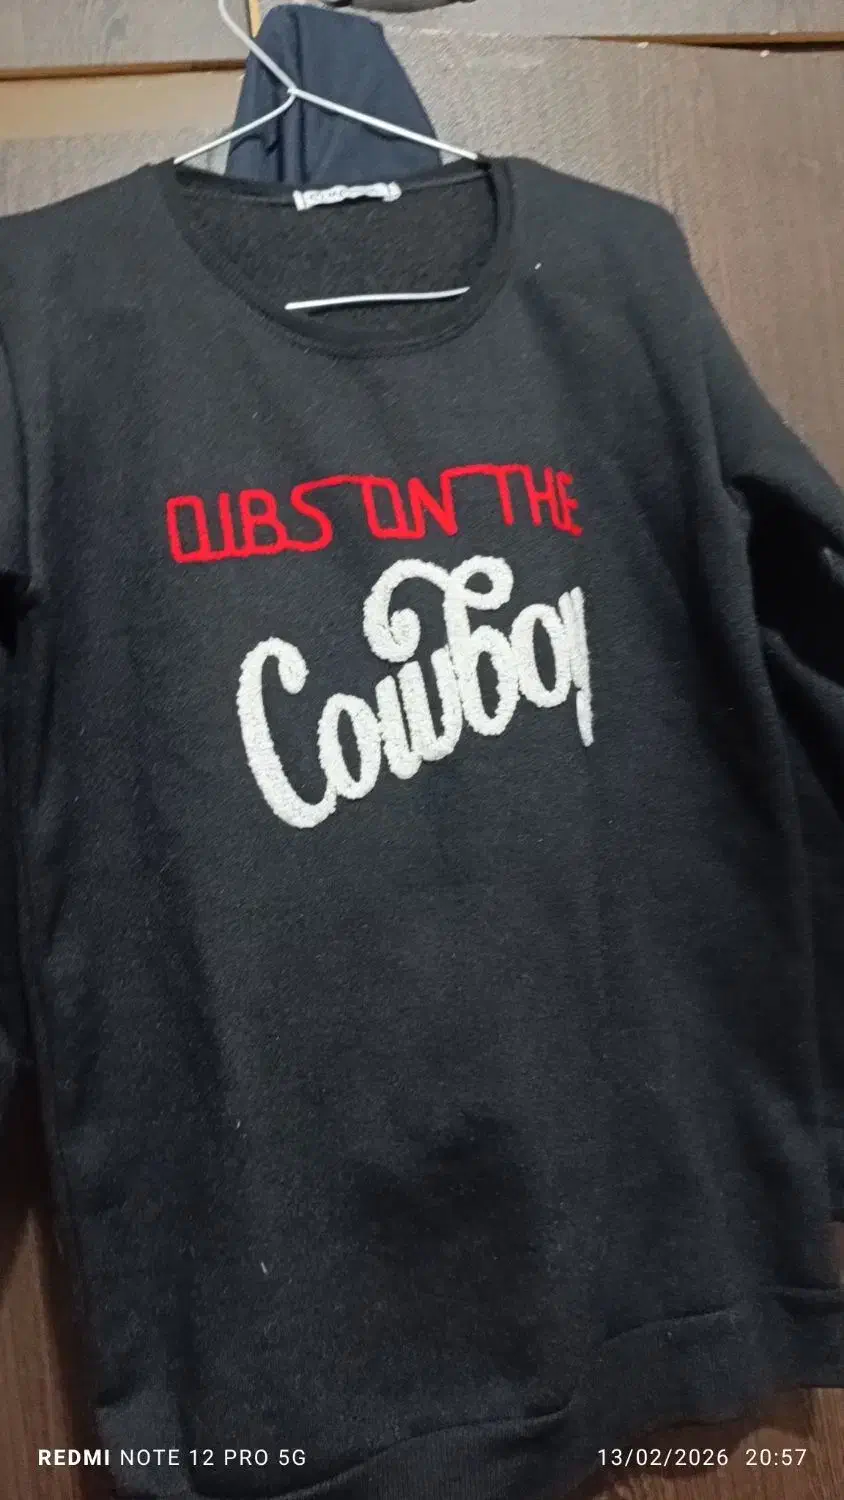 DIBS ON THE
Cowboy
REDMI NOTE 12 PRO 5G
13/02/2026 20:57